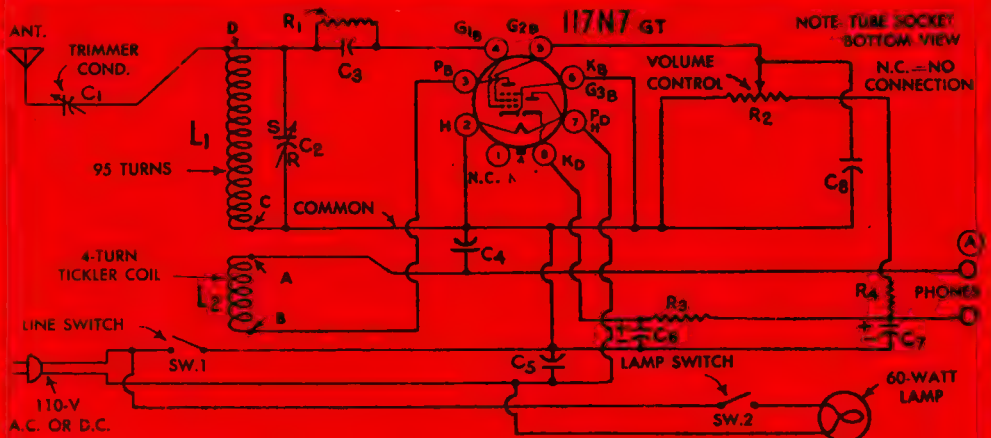 117N7 GT
NOTE: TUBE SOCKET
BOTTOM VIEW
N.C. = NO
CONNECTION
ANT.
TRIMMER
COND.
C1
D
R1
C3
G1B
4
G2B
5
PB
3
6
KB
G3B
H
2
7
PD
H
1
8
KD
N.C.
VOLUME
CONTROL
R2
C8
L1
S
C2
R
95 TURNS
C
COMMON
C4
A
4-TURN
TICKLER COIL
L2
A
B
R3
R4
PHONES
LINE SWITCH
SW.1
C5
C6
C7
LAMP SWITCH
SW.2
60-WATT
LAMP
110-V
A.C. OR D.C.